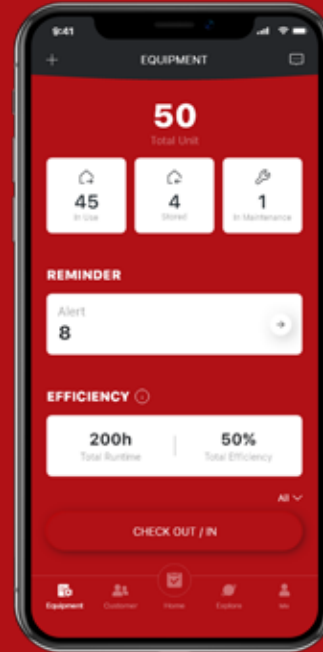 9:41
EQUIPMENT
50
Total Unit
45
In Use
4
Stored
1
In Maintenance
REMINDER
Alert
8
EFFICIENCY
200h
Total Runtime
50%
Total Efficiency
All
CHECK OUT / IN
Equipment Customer Home Explore Me